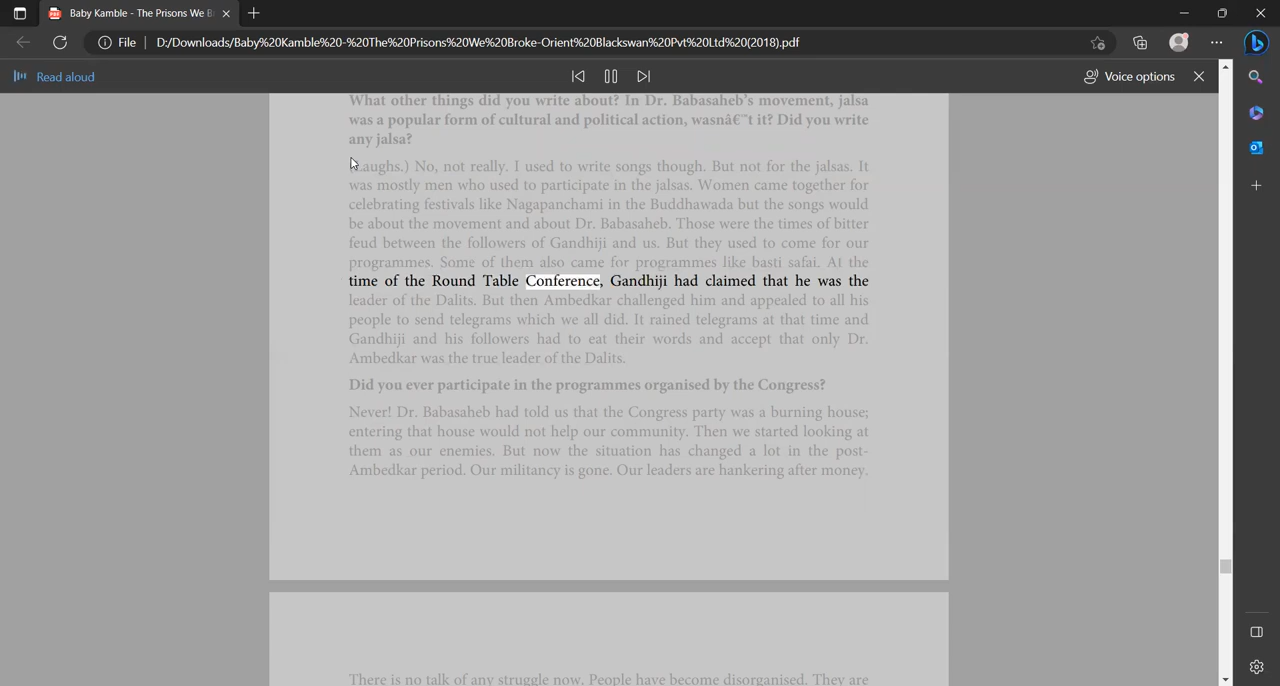 Baby Kamble - The Prisons We B
File
D:/Downloads/Baby%20Kamble%20-%20The%20Prisons%20We%20Broke-Orient%20Blackswan%20Pvt%20Ltd%20(2018).pdf
Read aloud
Voice options
What other things did you write about? In Dr. Babasaheb's movement, jalsa
was a popular form of cultural and political action, wasnâ€™t it? Did you write
any jalsa?
(Laughs.) No, not really. I used to write songs though. But not for the jalsas. It
was mostly men who used to participate in the jalsas. Women came together for
celebrating festivals like Nagapanchami in the Buddhawada but the songs would
be about the movement and about Dr. Babasaheb. Those were the times of bitter
feud between the followers of Gandhiji and us. But they used to come for our
programmes. Some of them also came for programmes like basti safai. At the
time of the Round Table Conference, Gandhiji had claimed that he was the
leader of the Dalits. But then Ambedkar challenged him and appealed to all his
people to send telegrams which we all did. It rained telegrams at that time and
Gandhiji and his followers had to eat their words and accept that only Dr.
Ambedkar was the true leader of the Dalits.
Did you ever participate in the programmes organised by the Congress?
Never! Dr. Babasaheb had told us that the Congress party was a burning house;
entering that house would not help our community. Then we started looking at
them as our enemies. But now the situation has changed a lot in the post-
Ambedkar period. Our militancy is gone. Our leaders are hankering after money.
There is no talk of any struggle now. People have become disorganised. They are